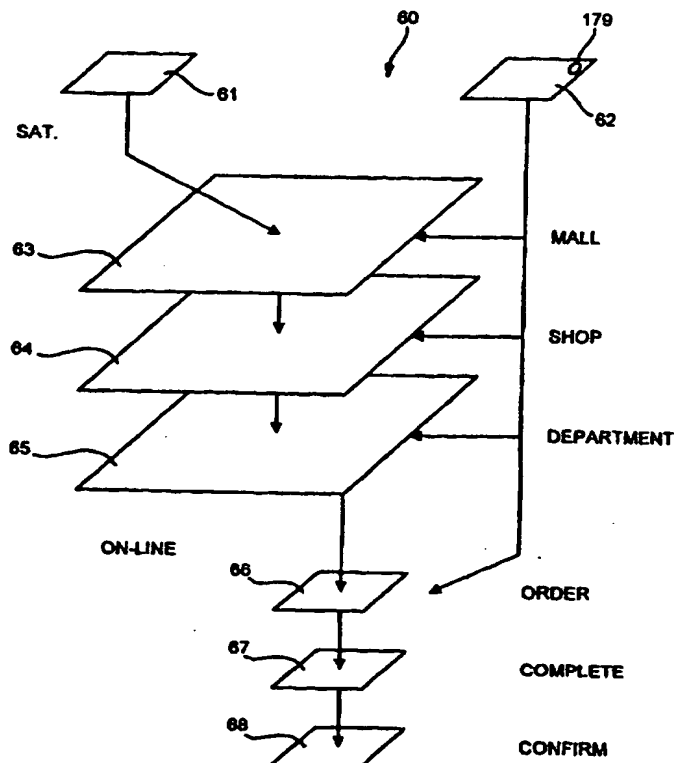 60
179
61
62
SAT.
63
MALL
64
SHOP
65
DEPARTMENT
ON-LINE
66
ORDER
67
COMPLETE
68
CONFIRM